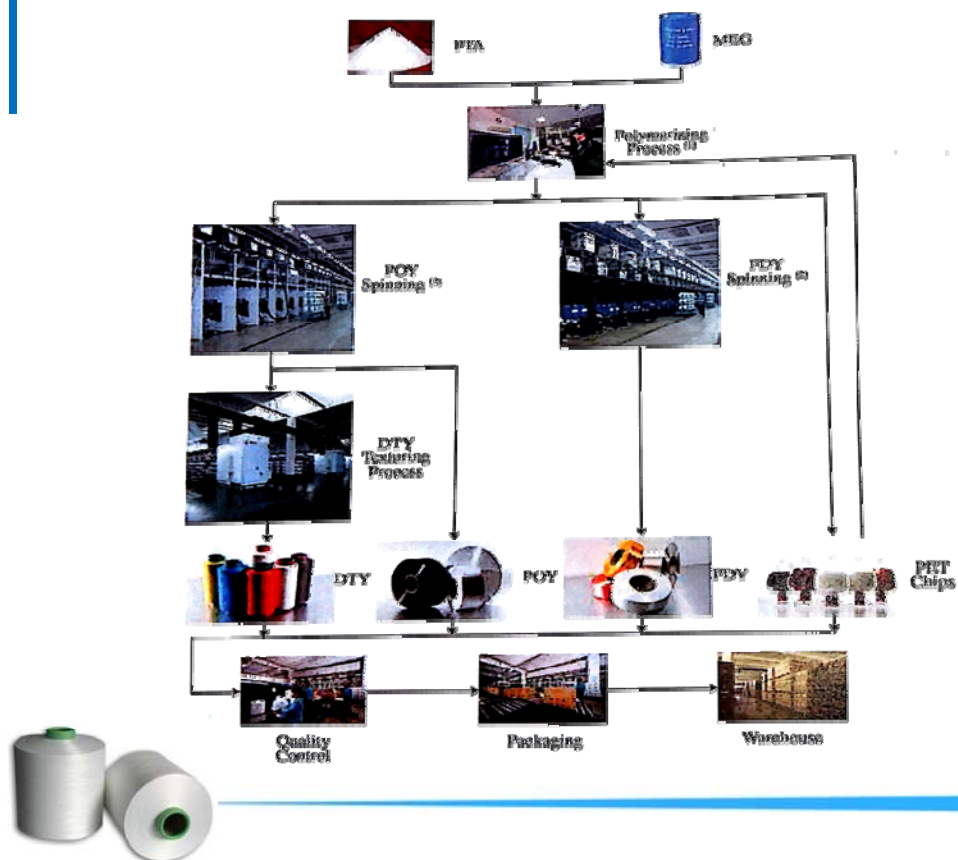 PTA
MEG
Polymerizing
Process (1)
POY
Spinning
FDY
Spinning
DTY
Texturing
Process
DTY
POY
FDY
PET
Chips
Quality
Control
Packaging
Warehouse